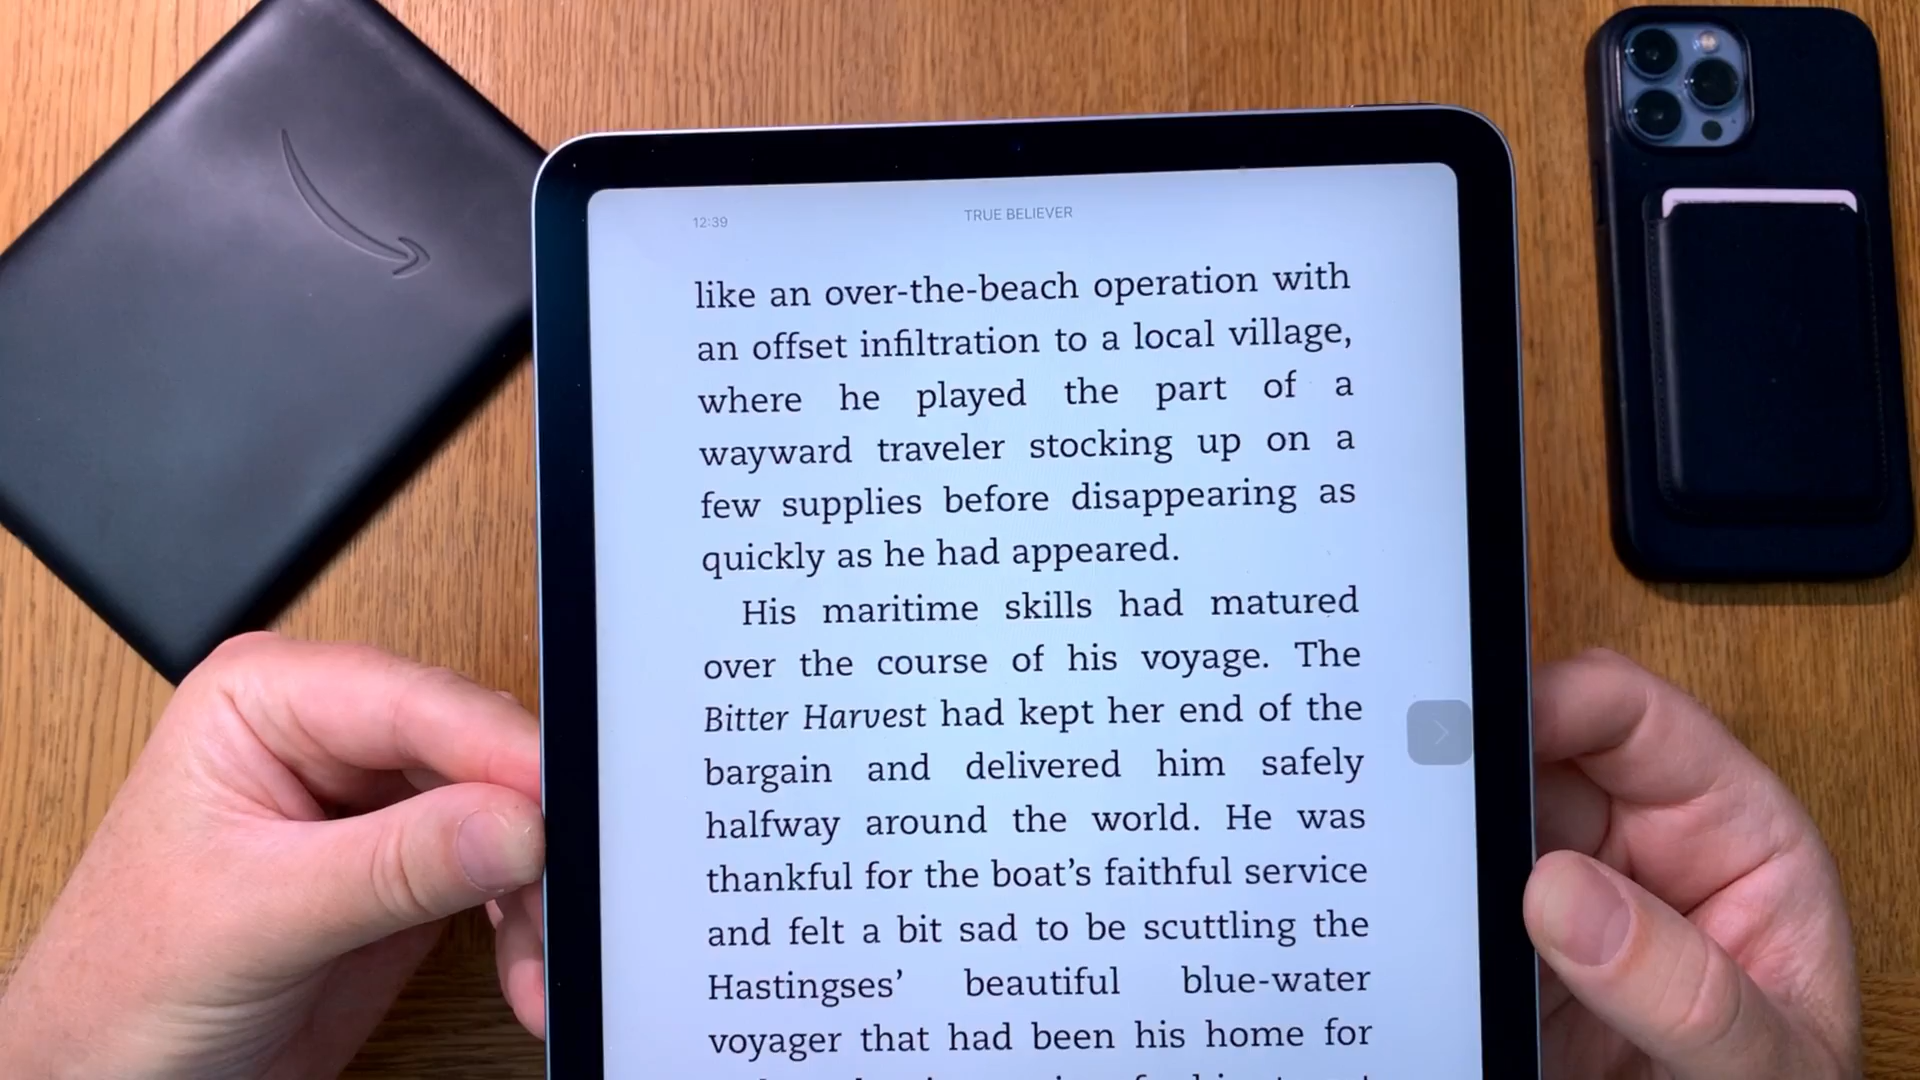 12:39
TRUE BELIEVER
like an over-the-beach operation with
an offset infiltration to a local village,
where he played the part of a
wayward traveler stocking up on a
few supplies before disappearing as
quickly as he had appeared.
His maritime skills had matured
over the course of his voyage. The
Bitter Harvest had kept her end of the
bargain and delivered him safely
halfway around the world. He was
thankful for the boat’s faithful service
and felt a bit sad to be scuttling the
Hastingses’ beautiful blue-water
voyager that had been his home for